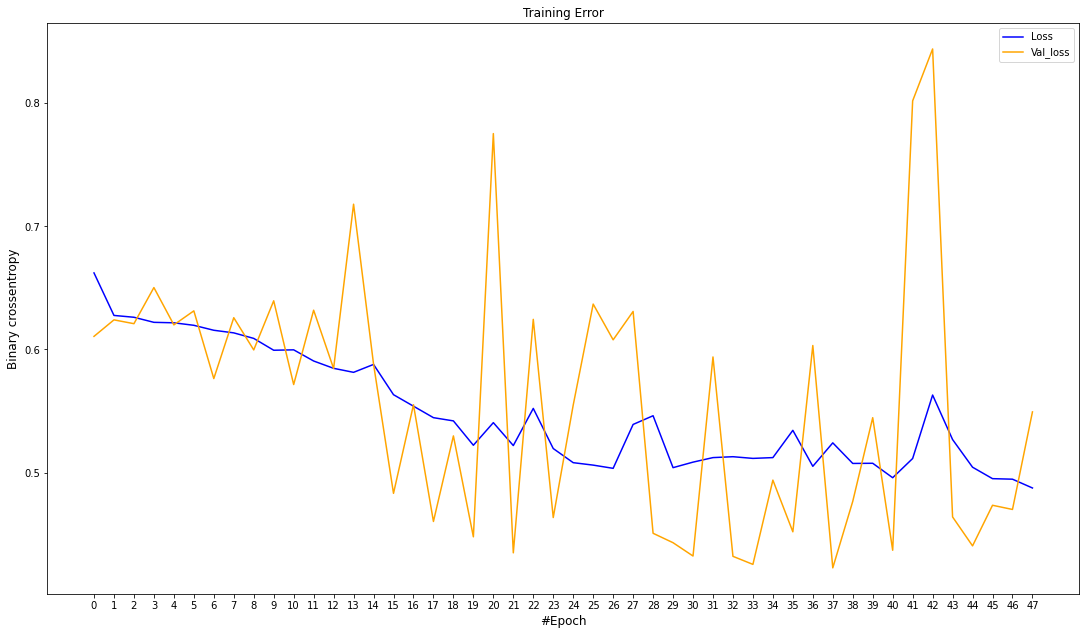 Training Error
Loss
Val_loss
0.8
0.7
0.6
0.5
Binary crossentropy
0 1 2 3 4 5 6 7 8 9 10 11 12 13 14 15 16 17 18 19 20 21 22 23 24 25 26 27 28 29 30 31 32 33 34 35 36 37 38 39 40 41 42 43 44 45 46 47
#Epoch